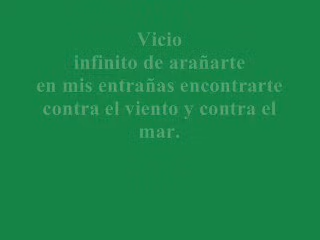 Vicio
infinito de arañarte
en mis entrañas encontrarte
contra el viento y contra el
mar.